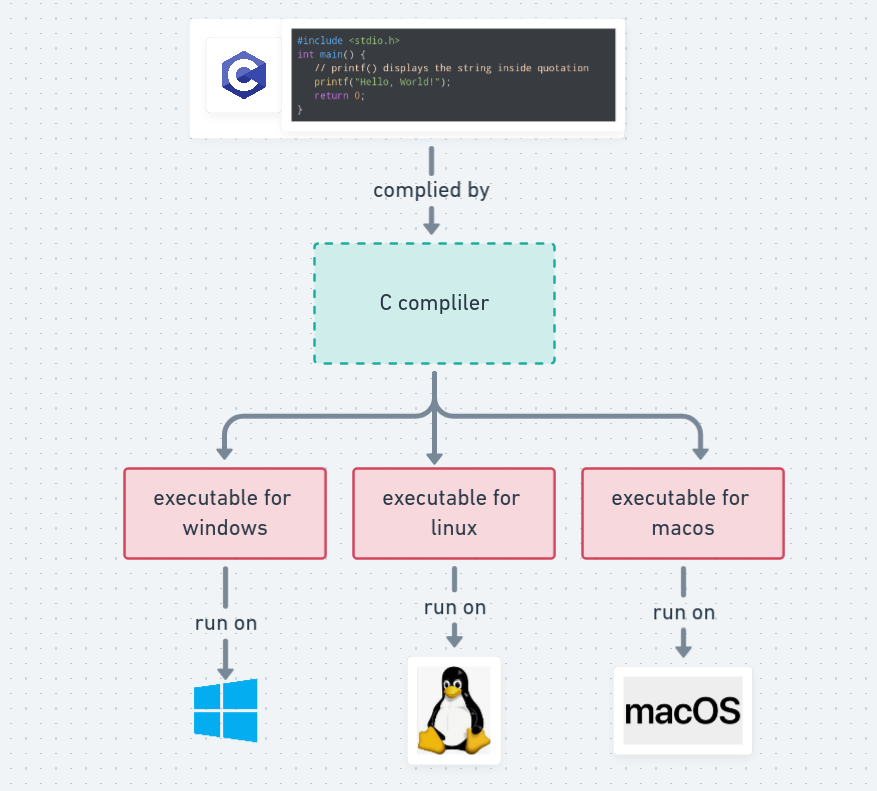 C
#include <stdio.h>
int main() {
// printf() displays the string inside quotation
printf("Hello, World!");
return 0;
}
complied by
C compliler
executable for
windows
executable for
linux
executable for
macos
run on
run on
run on
macOS